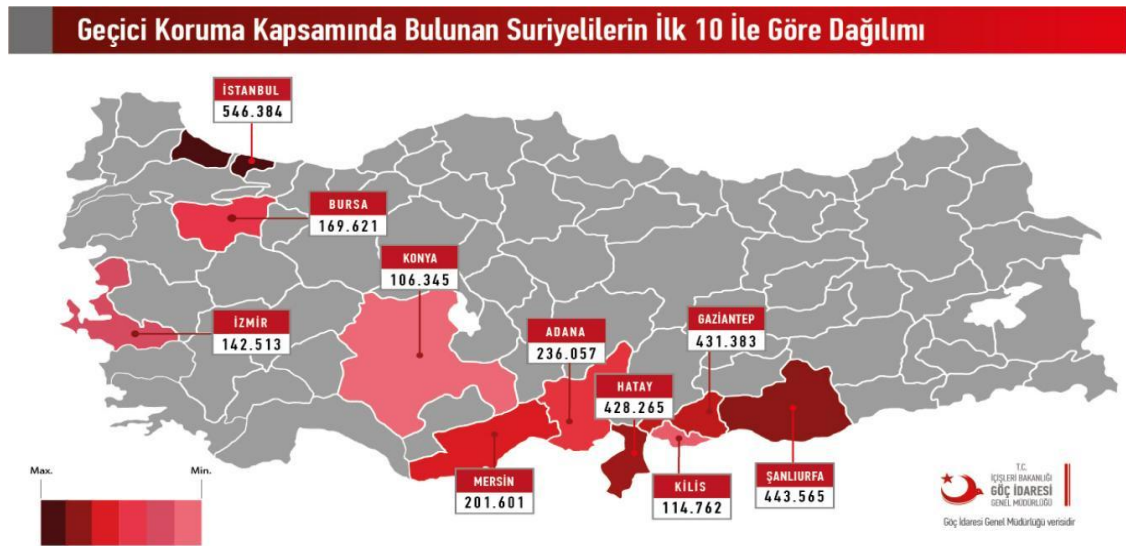 Geçici Koruma Kapsamında Bulunan Suriyelilerin İlk 10 İle Göre Dağılımı
İSTANBUL
546.384
BURSA
169.621
KONYA
106.345
İZMİR
142.513
ADANA
236.057
GAZİANTEP
431.383
HATAY
428.265
MERSİN
201.601
KİLİS
114.762
ŞANLIURFA
443.565
Max.
Min.
T.C.
İÇİŞLERİ BAKANLIĞI
GÖÇ İDARESİ
GENEL MÜDÜRLÜĞÜ
Göç İdaresi Genel Müdürlüğü verisidir